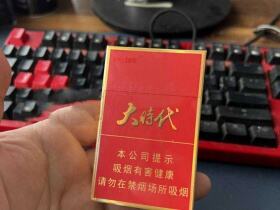 大时代
本公司提示
吸烟有害健康
请勿在禁烟场所吸烟